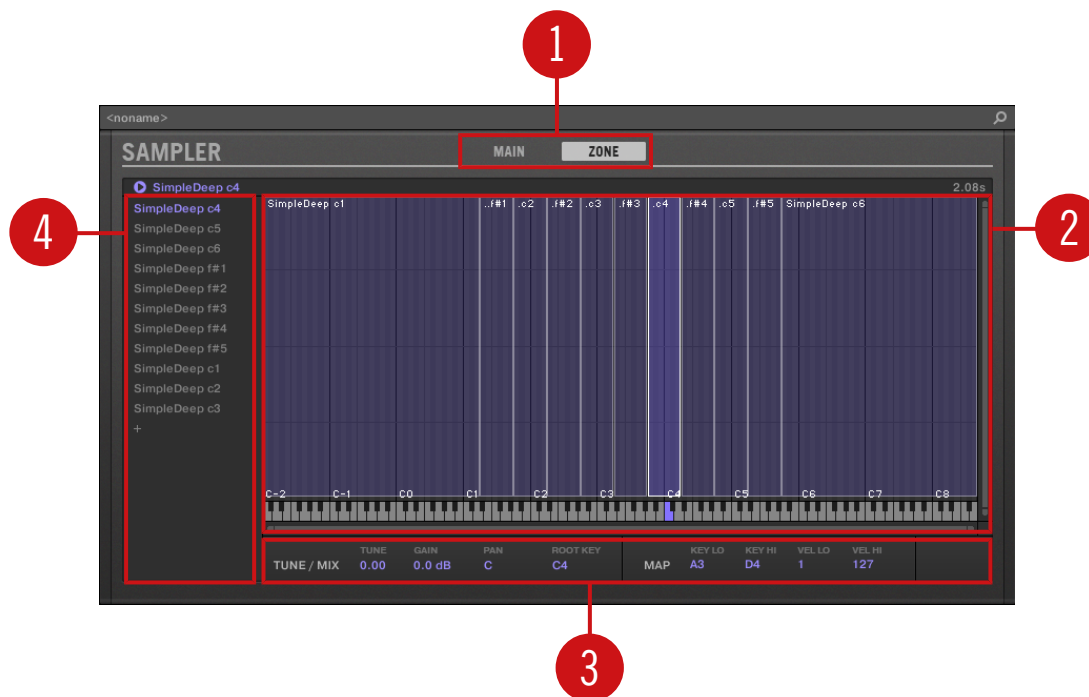 1
<noname>
SAMPLER
MAIN ZONE
SimpleDeep c4 2.08s
4
2
SimpleDeep c4
SimpleDeep c5
SimpleDeep c6
SimpleDeep f#1
SimpleDeep f#2
SimpleDeep f#3
SimpleDeep f#4
SimpleDeep f#5
SimpleDeep c1
SimpleDeep c2
SimpleDeep c3
+
SimpleDeep c1 ..f#1 .c2 .f#2 .c3 .f#3 .c4 .f#4 .c5 .f#5 SimpleDeep c6
C-2 C-1 C0 C1 C2 C3 C4 C5 C6 C7 C8
TUNE GAIN PAN ROOT KEY KEY LO KEY HI VEL LO VEL HI
TUNE / MIX 0.00 0.0 dB C C4 MAP A3 D4 1 127
3